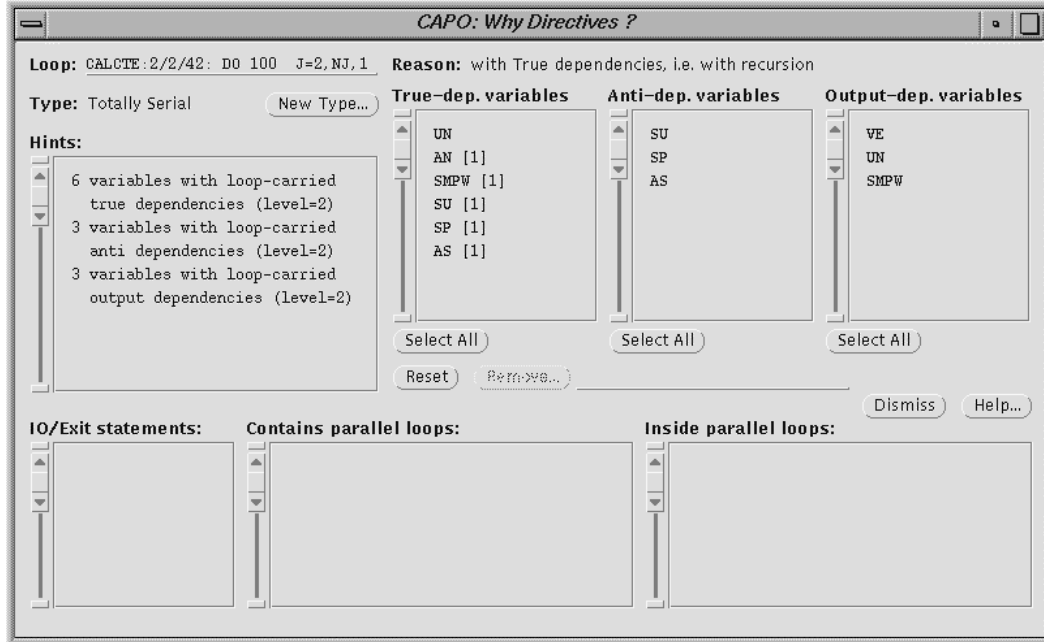 CAPO: Why Directives ?
Loop: CALCTE:2/2/42: DO 100 J=2,NJ,1
Reason: with True dependencies, i.e. with recursion
Type: Totally Serial
New Type...
Hints:
6 variables with loop-carried
true dependencies (level=2)
3 variables with loop-carried
anti dependencies (level=2)
3 variables with loop-carried
output dependencies (level=2)
True-dep. variables
UN
AN [1]
SMPW [1]
SU [1]
SP [1]
AS [1]
Select All
Anti-dep. variables
SU
SP
AS
Select All
Output-dep. variables
VE
UN
SMPW
Select All
Reset
Remove...
Dismiss
Help...
IO/Exit statements:
Contains parallel loops:
Inside parallel loops: